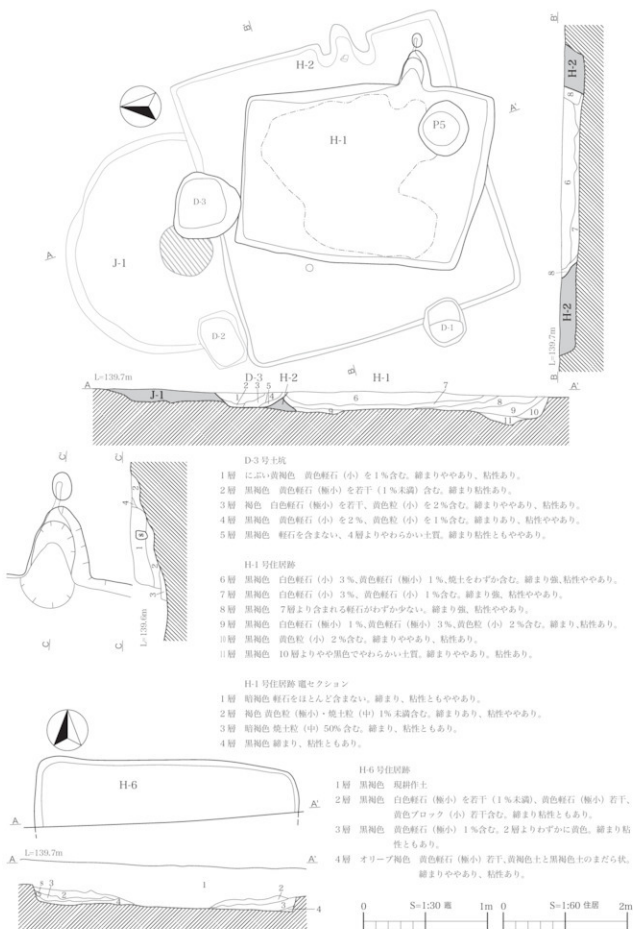 B'
B'
H-2
H-2
A'
8
P5
H-1
6
D-3
A
J-1
7
8
H-2
D-2
D-1
L=139.7m
B
B
L=139.7m
D-3 H-2 H-1
A
A'
J-1
2 3 5
1
4
6
7
8
9
9
10
11
C'
C'
D-3号土坑
1層 にぶい黄褐色 黄色軽石（小）を1％含む。締まりややあり、粘性あり。
2層 黒褐色 黄色軽石（極小）を若干（1％未満）含む。締まり粘性あり。
3層 褐色 白色軽石（極小）を若干、黄色粒（小）を2％含む。締まりややあり、粘性あり。
4層 黒褐色 黄色軽石（小）を2％、黄色粒（小）を1％含む。締まりあり、粘性ややあり。
5層 黒褐色 軽石を含まない、4層よりやわらかい土質。締まり粘性ともややあり。
H-1号住居跡
6層 黒褐色 白色軽石（小）3％、黄色軽石（極小）1％、焼土をわずか含む。締まり強、粘性ややあり。
7層 黒褐色 白色軽石（小）3％、黄色軽石（小）1％含む。締まり強、粘性ややあり。
8層 黒褐色 7層より含まれる軽石がわずか少ない。締まり強、粘性ややあり。
9層 黒褐色 白色軽石（極小）1％、黄色軽石（極小）3％、黄色粒（小）2％含む。締まり、粘性あり。
10層 黒褐色 黄色粒（小）2％含む。締まりややあり、粘性あり。
11層 黒褐色 10層よりやや黒色でやわらかい土質。締まりややあり、粘性あり。
2
4
1
2
3
C
C
L=139.6m
H-1号住居跡 竈セクション
1層 暗褐色 軽石をほとんど含まない。締まり、粘性ともややあり。
2層 褐色 黄色粒（極小）・焼土粒（中）1％未満含む。締まりあり、粘性ややあり。
3層 暗褐色 焼土粒（中）50％含む。締まり、粘性ともあり。
4層 黒褐色 締まり、粘性ともあり。
H-6
A
A'
H-6号住居跡
1層 黒褐色 現耕作土
2層 黒褐色 白色軽石（極小）を若干（1％未満）、黄色軽石（極小）若干、
黄色ブロック（小）若干含む。締まり粘性ともあり。
3層 黒褐色 黄色軽石（極小）1％含む。2層よりわずかに黄色。締まり粘
性ともあり。
4層 オリーブ褐色 黄色軽石（極小）若干、黄褐色土と黒褐色土のまだら状。
締まりややあり、粘性あり。
A
L=139.7m
A'
1
3
2
4
2
3
4
0 S=1:30 竈 1m
0 S=1:60 住居 2m